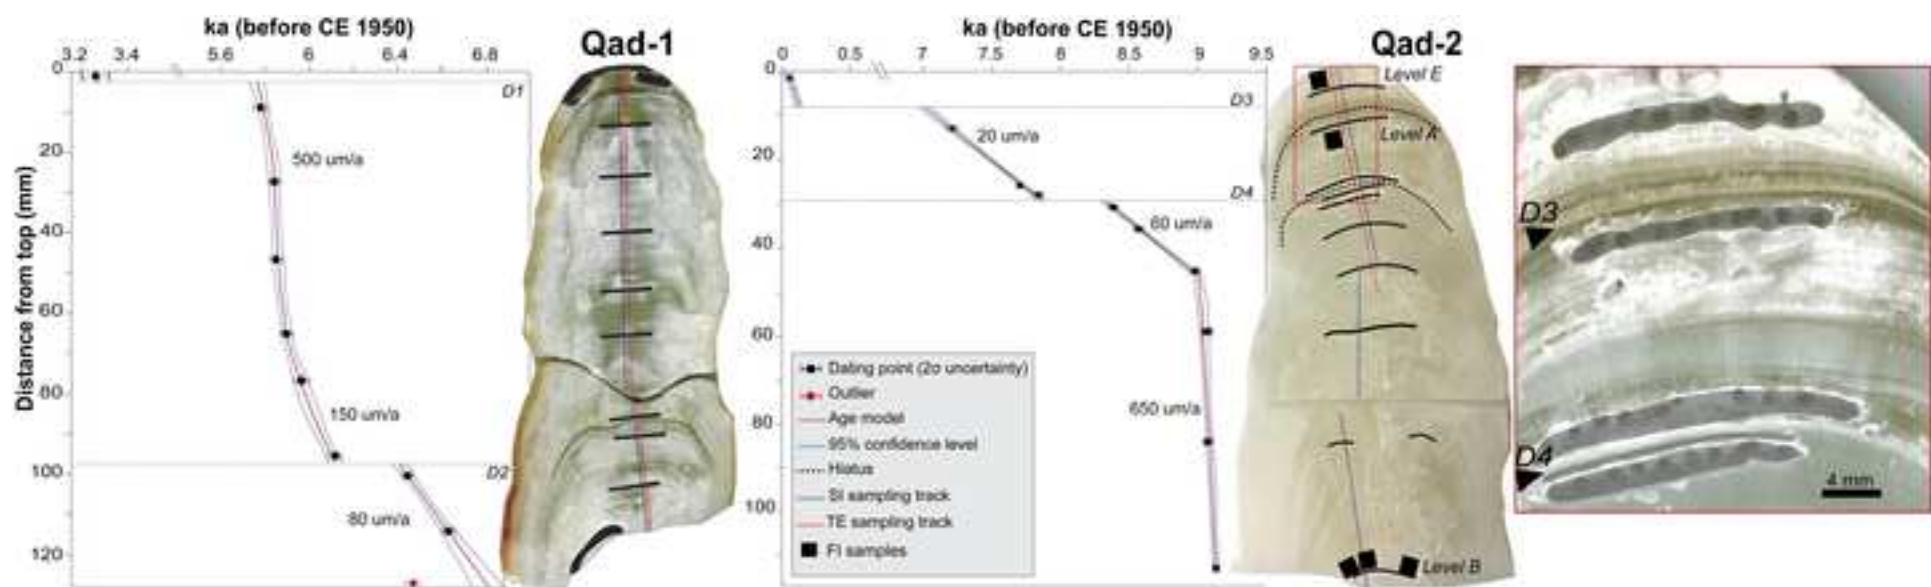 ka (before CE 1950)
3.2 3.4 5.6 6 6.4 6.8
Qad-1
Distance from top (mm)
0
20
40
60
80
100
120
D1
500 um/a
150 um/a
D2
80 um/a
ka (before CE 1950)
0 0.5 7 7.5 8 8.5 9 9.5
Qad-2
0
20
40
60
80
100
D3
20 um/a
D4
60 um/a
650 um/a
Dating point (2σ uncertainty)
Outlier
Age model
95% confidence level
Hiatus
SI sampling track
TE sampling track
FI samples
Level E
Level A
Level B
D3
D4
4 mm